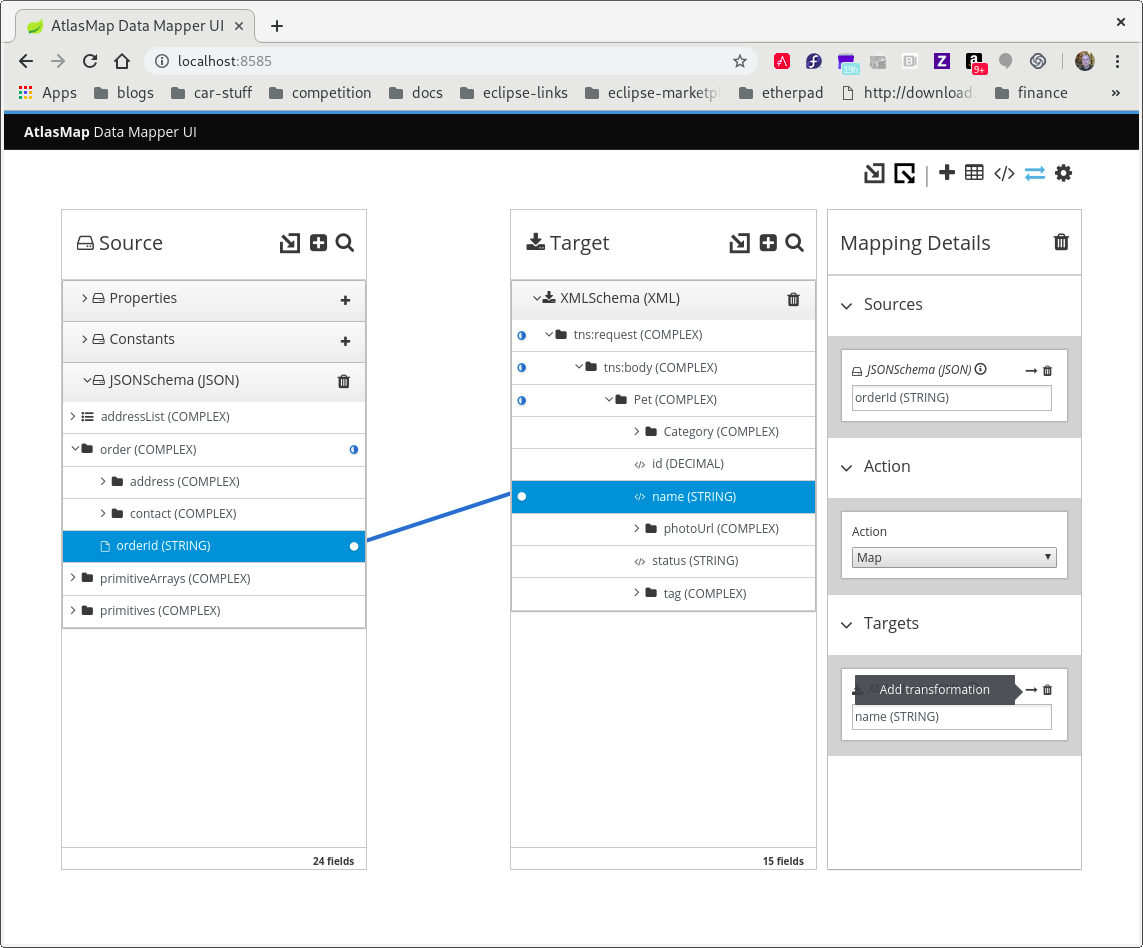 AtlasMap Data Mapper UI
localhost:8585
19h
9+
Apps blogs car-stuff competition docs eclipse-links eclipse-marketpl etherpad http://download. finance »
AtlasMap Data Mapper UI
Source
Properties
Constants
JSONSchema (JSON)
addressList (COMPLEX)
order (COMPLEX)
address (COMPLEX)
contact (COMPLEX)
orderId (STRING)
primitiveArrays (COMPLEX)
primitives (COMPLEX)
24 fields
Target
XMLSchema (XML)
tns:request (COMPLEX)
tns:body (COMPLEX)
Pet (COMPLEX)
Category (COMPLEX)
id (DECIMAL)
name (STRING)
photoUrl (COMPLEX)
status (STRING)
tag (COMPLEX)
15 fields
Mapping Details
Sources
JSONSchema (JSON)
orderId (STRING)
Action
Action
Map
Targets
Add transformation
name (STRING)